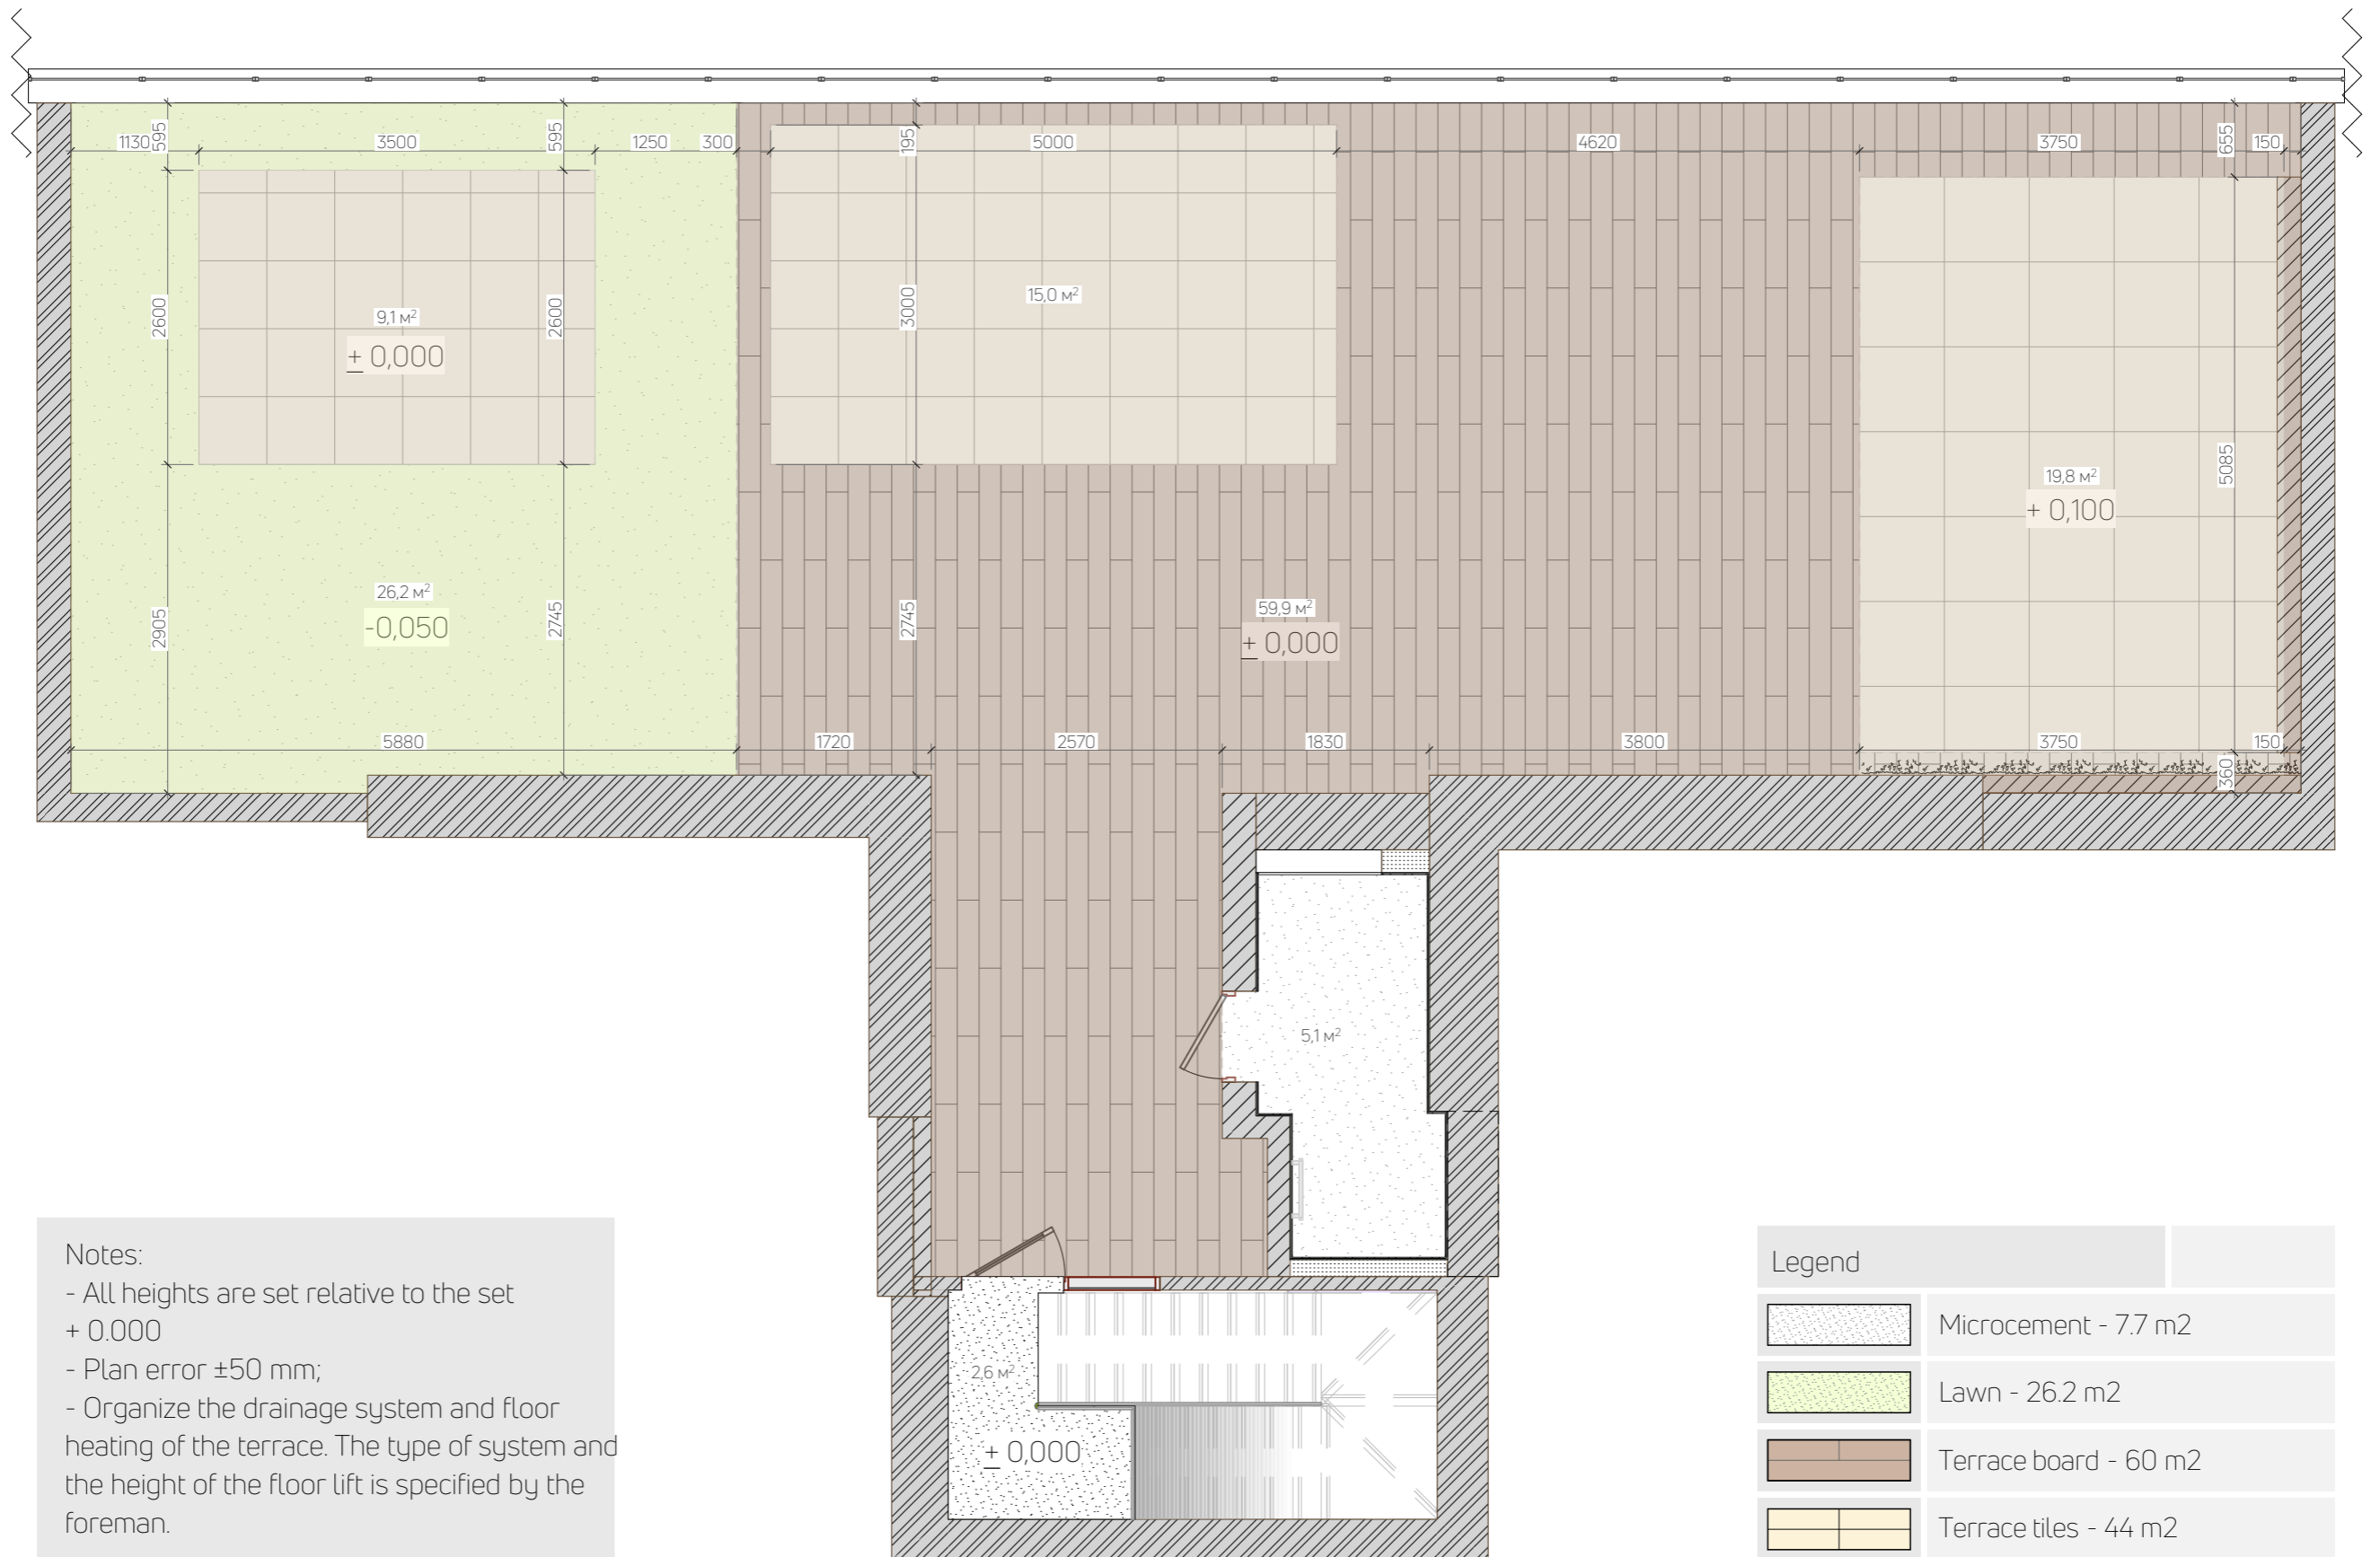 1130
595
3500
595
1250
300
195
5000
4620
3750
655
150
2600
9,1 м²
± 0,000
2600
3000
15,0 м²
19,8 м²
+ 0,100
5085
26,2 м²
-0,050
2905
2745
2745
59,9 м²
± 0,000
5880
1720
2570
1830
3800
3750
150
360
5,1 м²
2,6 м²
± 0,000
Notes:
- All heights are set relative to the set
+ 0.000
- Plan error ±50 mm;
- Organize the drainage system and floor
heating of the terrace. The type of system and
the height of the floor lift is specified by the
foreman.
Legend
Microcement - 7.7 m2
Lawn - 26.2 m2
Terrace board - 60 m2
Terrace tiles - 44 m2